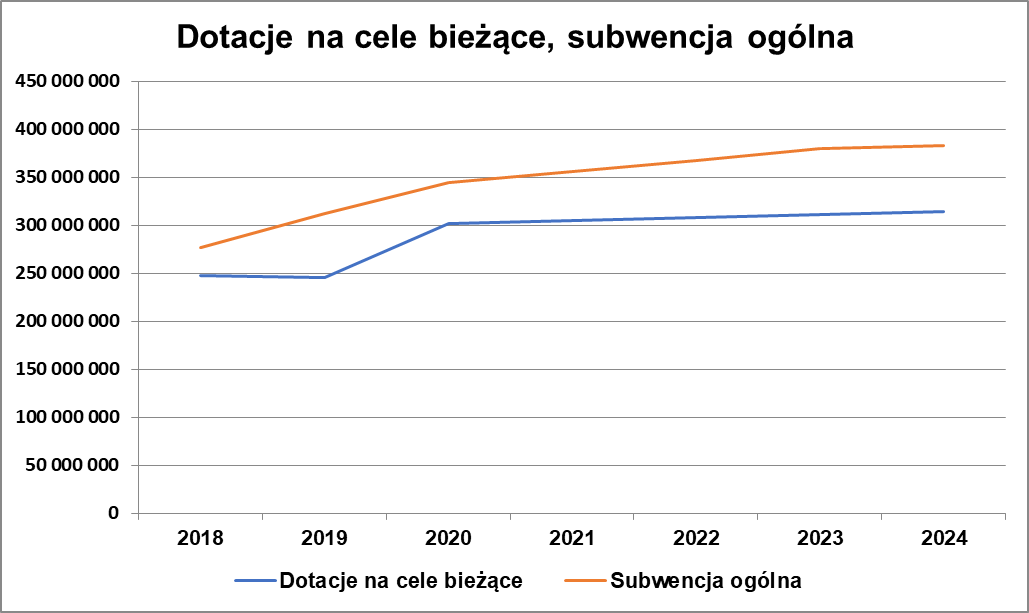 Dotacje na cele bieżące, subwencja ogólna
450 000 000
400 000 000
350 000 000
300 000 000
250 000 000
200 000 000
150 000 000
100 000 000
50 000 000
0
2018 2019 2020 2021 2022 2023 2024
Dotacje na cele bieżące Subwencja ogólna